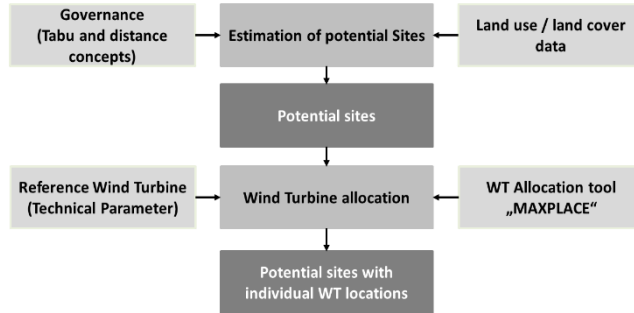 Governance
(Tabu and distance
concepts)
Estimation of potential Sites
Land use / land cover
data
Potential sites
Reference Wind Turbine
(Technical Parameter)
Wind Turbine allocation
WT Allocation tool
„MAXPLACE“
Potential sites with
individual WT locations